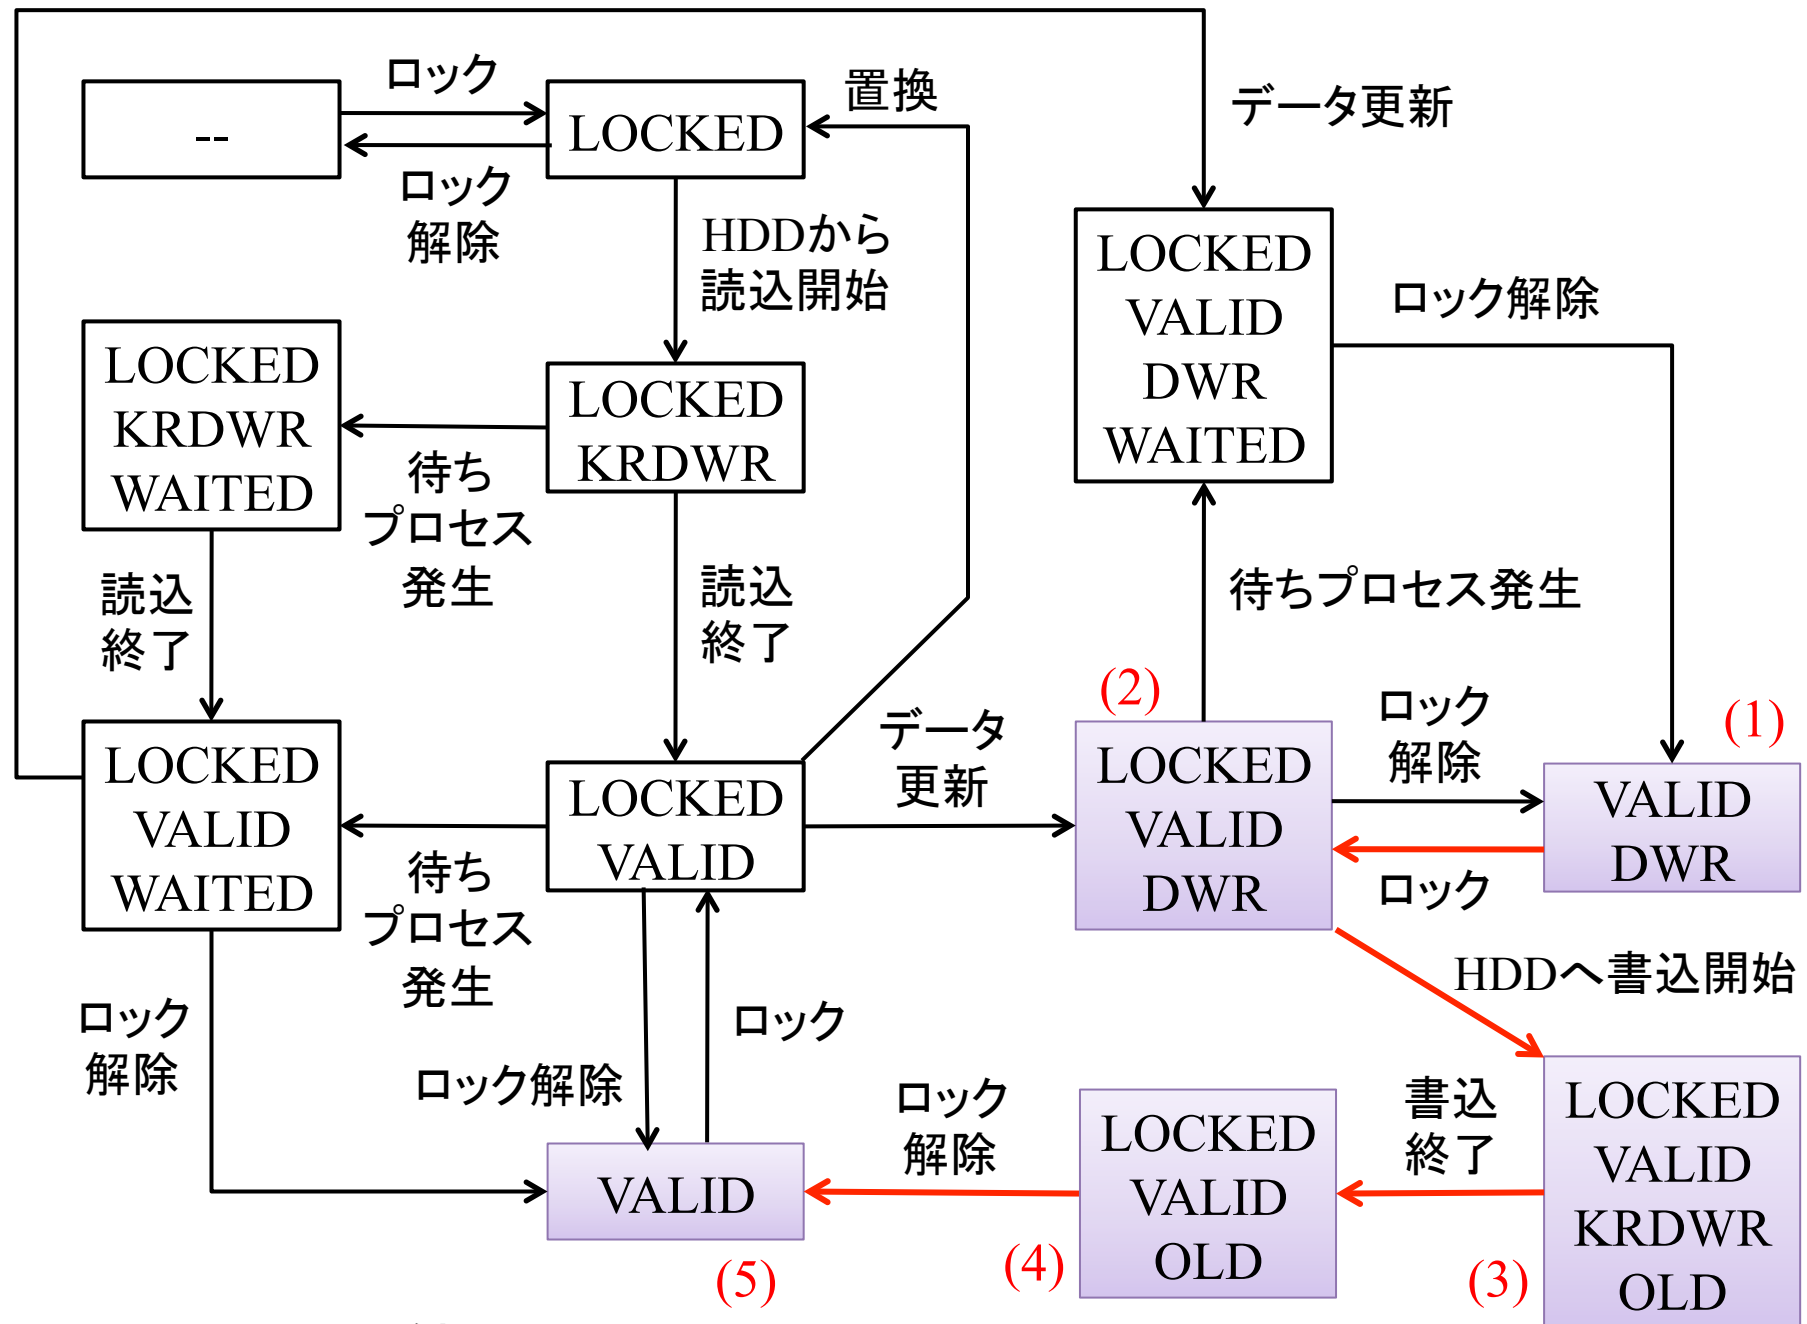 --
ロック
LOCKED
ロック
解除
置換
HDDから
読込開始
データ更新
LOCKED
VALID
DWR
WAITED
ロック解除
LOCKED
KRDWR
WAITED
LOCKED
KRDWR
待ち
プロセス
発生
読込
終了
読込
終了
待ちプロセス発生
LOCKED
VALID
WAITED
LOCKED
VALID
待ち
プロセス
発生
データ
更新
(2)
LOCKED
VALID
DWR
ロック
解除
ロック
(1)
VALID
DWR
HDDへ書込開始
ロック
解除
ロック解除
ロック
VALID
(5)
ロック
解除
LOCKED
VALID
OLD
(4)
書込
終了
LOCKED
VALID
KRDWR
OLD
(3)